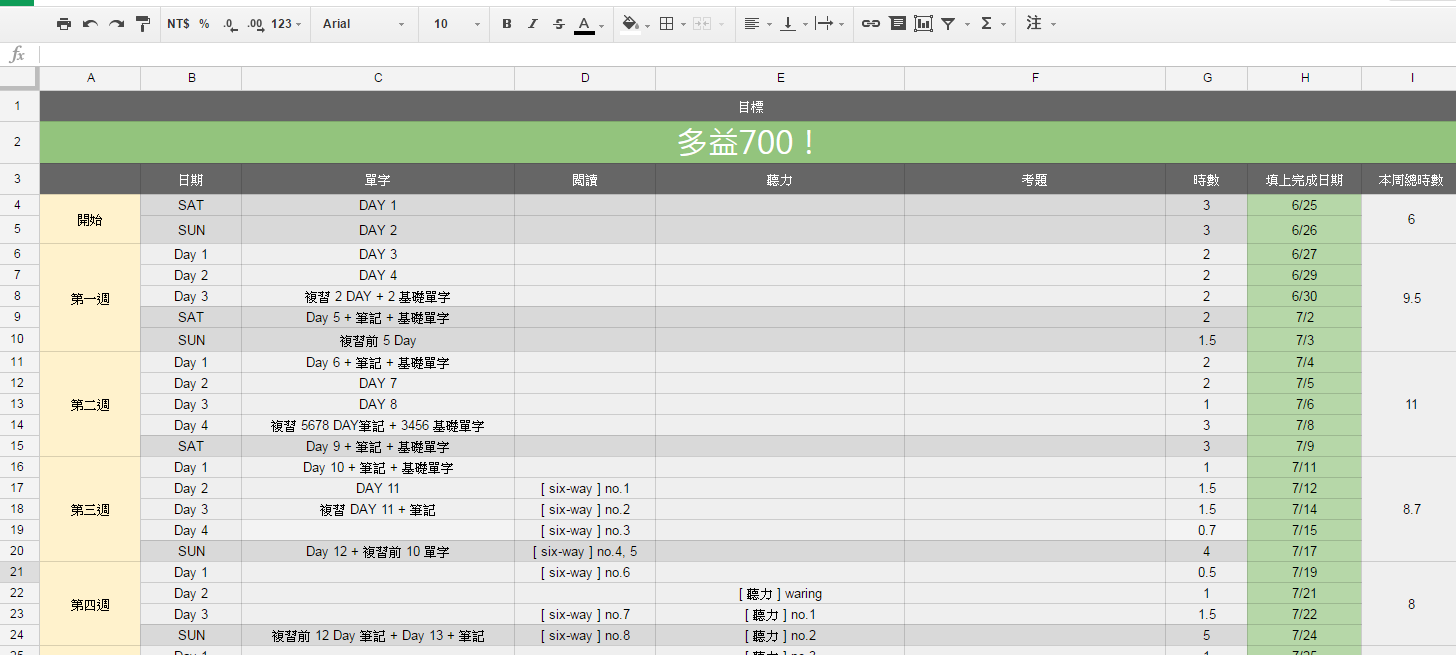 NT$ % .0 .00 123 Arial 10 B I S A Σ 注
fx
A B C D E F G H I
1 目標
2 多益700！
3 日期 單字 閱讀 聽力 考題 時數 填上完成日期 本周總時數
4 開始 SAT DAY 1 3 6/25 6
5 SUN DAY 2 3 6/26
6 第一週 Day 1 DAY 3 2 6/27 9.5
7 Day 2 DAY 4 2 6/29
8 Day 3 複習 2 DAY + 2 基礎單字 2 6/30
9 SAT Day 5 + 筆記 + 基礎單字 2 7/2
10 SUN 複習前 5 Day 1.5 7/3
11 第二週 Day 1 Day 6 + 筆記 + 基礎單字 2 7/4 11
12 Day 2 DAY 7 2 7/5
13 Day 3 DAY 8 1 7/6
14 Day 4 複習 5678 DAY筆記 + 3456 基礎單字 3 7/8
15 SAT Day 9 + 筆記 + 基礎單字 3 7/9
16 第三週 Day 1 Day 10 + 筆記 + 基礎單字 1 7/11 8.7
17 Day 2 DAY 11 [ six-way ] no.1 1.5 7/12
18 Day 3 複習 DAY 11 + 筆記 [ six-way ] no.2 1.5 7/14
19 Day 4 [ six-way ] no.3 0.7 7/15
20 SUN Day 12 + 複習前 10 單字 [ six-way ] no.4, 5 4 7/17
21 第四週 Day 1 [ six-way ] no.6 0.5 7/19 8
22 Day 2 [ 聽力 ] waring 1 7/21
23 Day 3 [ six-way ] no.7 [ 聽力 ] no.1 1.5 7/22
24 SUN 複習前 12 Day 筆記 + Day 13 + 筆記 [ six-way ] no.8 [ 聽力 ] no.2 5 7/24